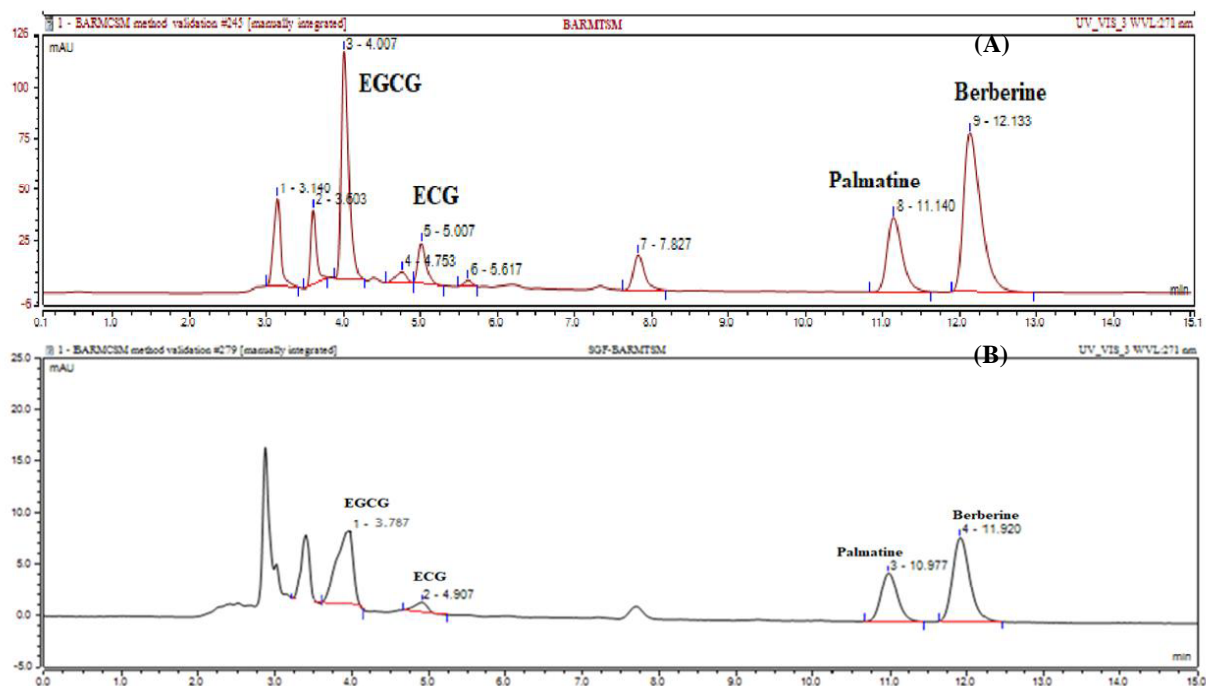 1 - BARMCSM method validation #245 [manually integrated] BARMTSM UV_VIS_3 WVL:271 nm
125 mAU 3 - 4.007 (A)
EGCG
100
Berberine
9 - 12.133
75
50 1 - 3.140 2 - 3.603 ECG Palmatine 8 - 11.140
25 5 - 5.007 7 - 7.827
4 - 4.753 6 - 5.617
min
-5
0.1 1.0 2.0 3.0 4.0 5.0 6.0 7.0 8.0 9.0 10.0 11.0 12.0 13.0 14.0 15.1
1 - BARMCSM method validation #279 [manually integrated] SGF-BARMTSM UV_VIS_3 WVL:271 nm
25.0 mAU (B)
20.0
15.0
10.0 EGCG Berberine
1 - 3.787 4 - 11.920
5.0 Palmatine
ECG 3 - 10.977
2 - 4.907
0.0
-5.0 min
0.0 1.0 2.0 3.0 4.0 5.0 6.0 7.0 8.0 9.0 10.0 11.0 12.0 13.0 14.0 15.0